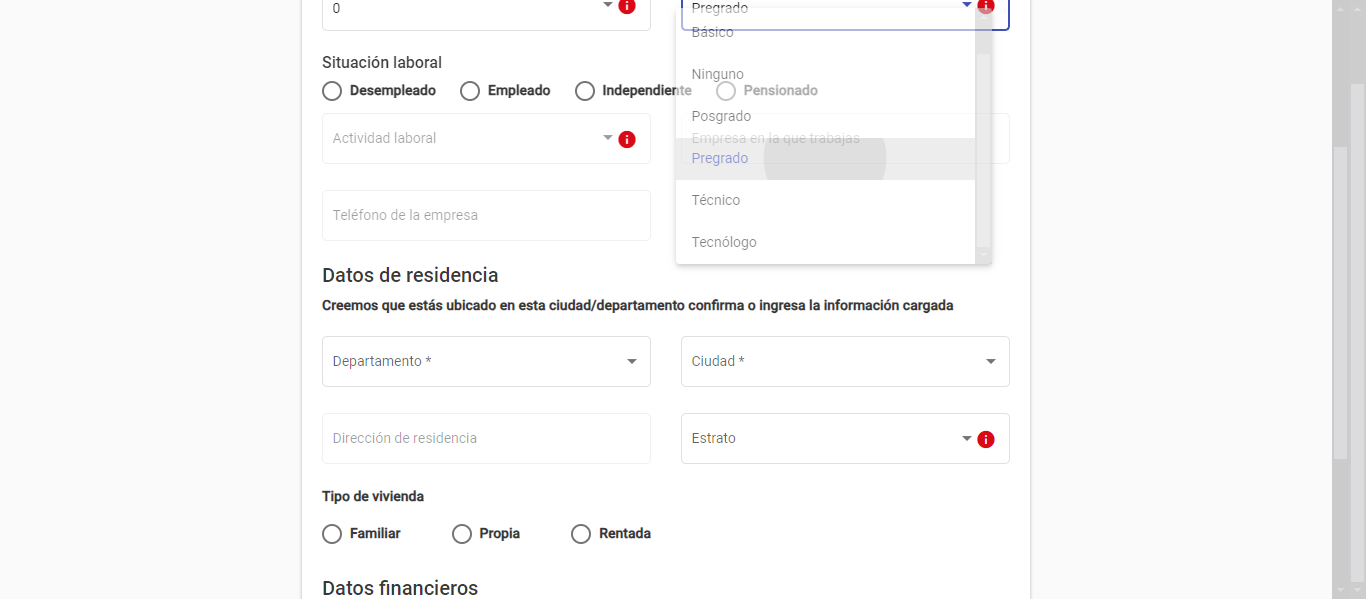 0
Pregrado
Básico
Situación laboral
Ninguno
Desempleado
Empleado
Independiente
Pensionado
Posgrado
Actividad laboral
Empresa en la que trabajas
Pregrado
Técnico
Teléfono de la empresa
Tecnólogo
Datos de residencia
Creemos que estás ubicado en esta ciudad/departamento confirma o ingresa la información cargada
Departamento *
Ciudad *
Dirección de residencia
Estrato
Tipo de vivienda
Familiar
Propia
Rentada
Datos financieros